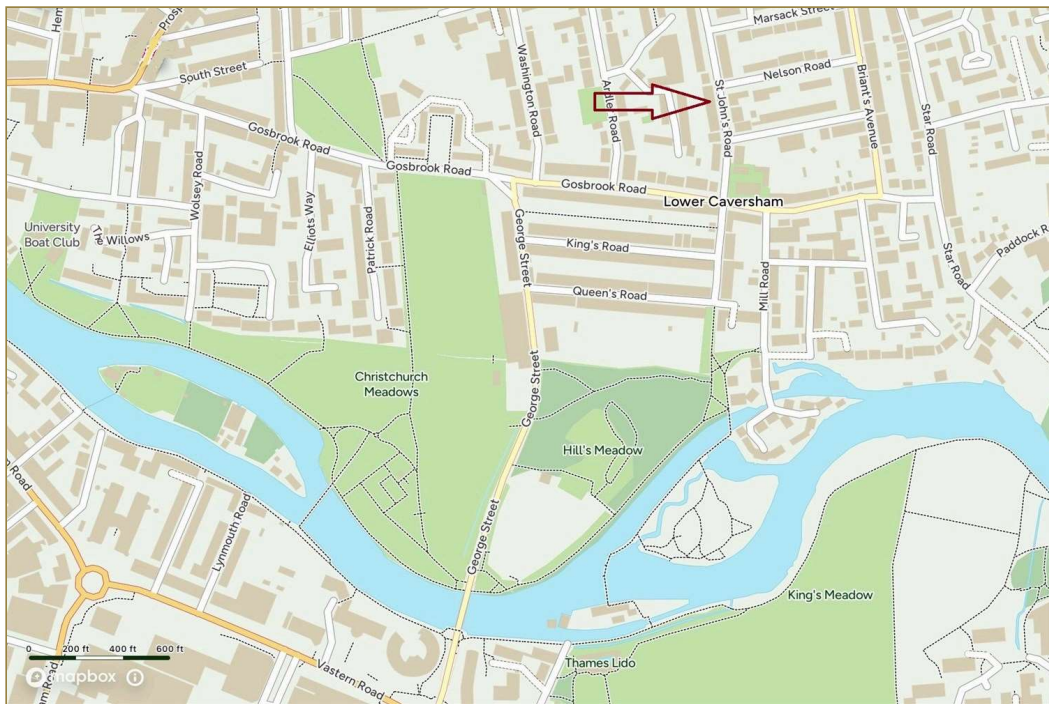 Marsack Street
South Street
Washington Road
Nelson Road
St John's Road
Briant's Avenue
Star Road
Gosbrook Road
Wolsey Road
Gosbrook Road
Gosbrook Road
Lower Caversham
Elliots Way
Patrick Road
George Street
King's Road
University
Boat Club
The Willows
Queen's Road
Mill Road
Star Road
Paddock R
George Street
Christchurch
Meadows
Hill's Meadow
Lynmouth Road
George Street
King's Meadow
Thames Lido
Vastern Road
0 200 ft 400 ft 600 ft
mapbox